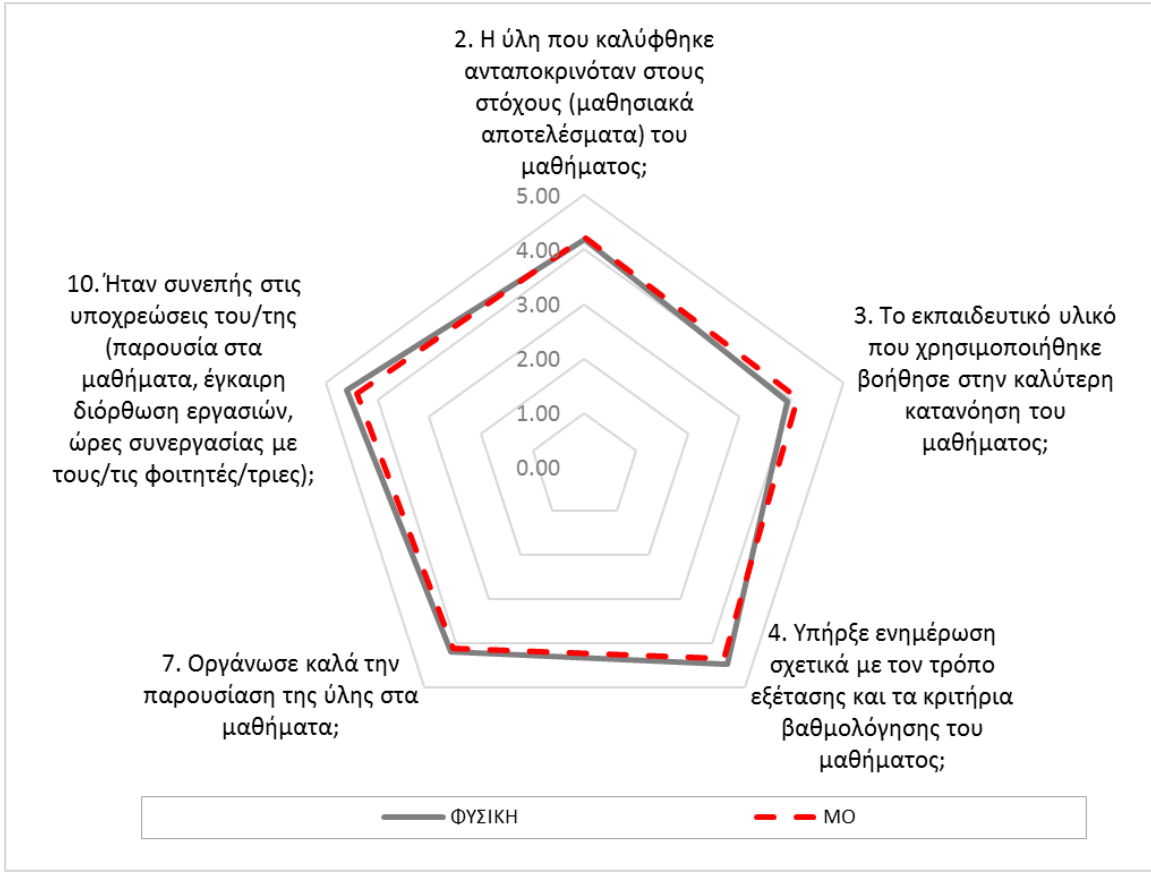 2. Η ύλη που καλύφθηκε
ανταποκρινόταν στους
στόχους (μαθησιακά
αποτελέσματα) του
μαθήματος;
5.00
4.00
3.00
2.00
1.00
0.00
3. Το εκπαιδευτικό υλικό
που χρησιμοποιήθηκε
βοήθησε στην καλύτερη
κατανόηση του
μαθήματος;
4. Υπήρξε ενημέρωση
σχετικά με τον τρόπο
εξέτασης και τα κριτήρια
βαθμολόγησης του
μαθήματος;
7. Οργάνωσε καλά την
παρουσίαση της ύλης στα
μαθήματα;
10. Ήταν συνεπής στις
υποχρεώσεις του/της
(παρουσία στα
μαθήματα, έγκαιρη
διόρθωση εργασιών,
ώρες συνεργασίας με
τους/τις φοιτητές/τριες);
ΦΥΣΙΚΗ
ΜΟ